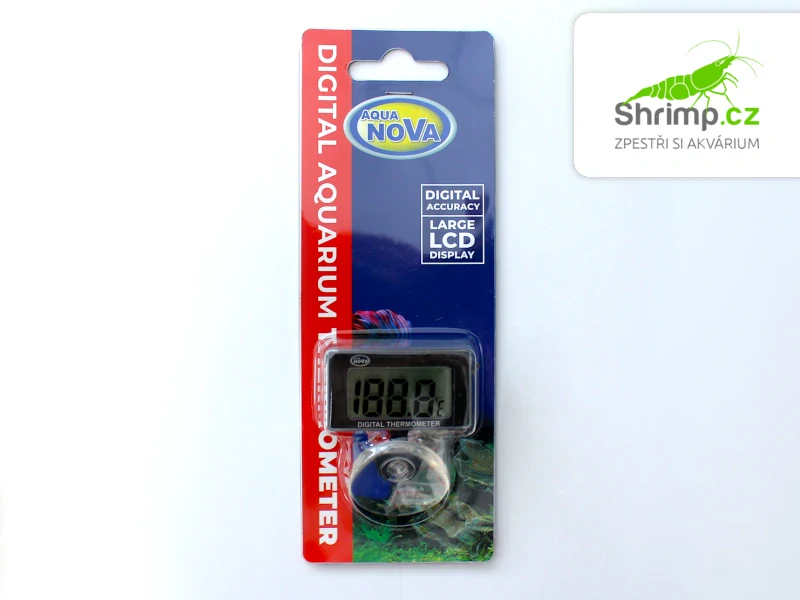 DIGITAL AQUARIUM T
OMETER
AQUA
NOVA
DIGITAL
ACCURACY
LARGE
LCD
DISPLAY
NOVA
188.8
DIGITAL THERMOMETER
Shrimp.cz
ZPESTŘI SI AKVÁRIUM